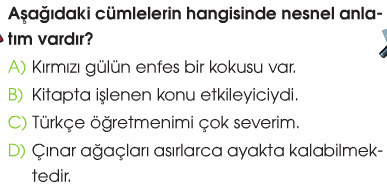 Aşağıdaki cümlelerin hangisinde nesnel anla-
tım vardır?
A) Kırmızı gülün enfes bir kokusu var.
B) Kitapta işlenen konu etkileyiciydi.
C) Türkçe öğretmenimi çok severim.
D) Çınar ağaçları asırlarca ayakta kalabilmek-
tedir.